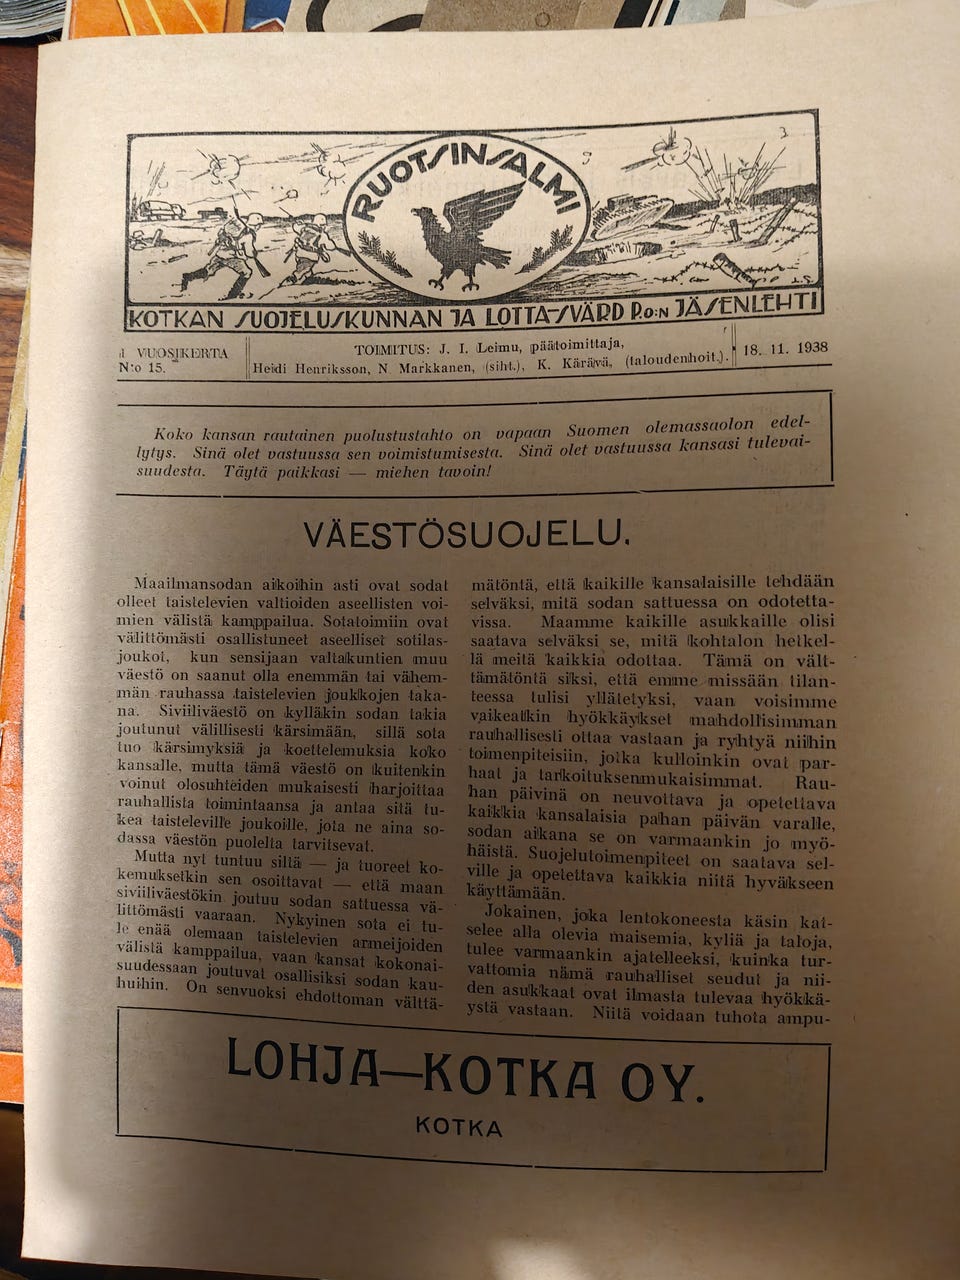 RUOTSINSALMI
KOTKAN SUOJELUSKUNNAN JA LOTTA-SVÄRD P.O:N JÄSENLEHTI
VUOSIKERTA
N:o 15.
TOIMITUS: J. I. Leimu, päätoimittaja,
Heidi Henriksson, N. Markkanen, (siht.), K. Kärävä, (taloudenhoit.).
18. 11. 1938
Koko kansan rautainen puolustustahto on vapaan Suomen olemassaolon edel-
lytys. Sinä olet vastuussa sen voimistumisesta. Sinä olet vastuussa kansasi tulevai-
suudesta. Täytä paikkasi — miehen tavoin!
VÄESTÖSUOJELU.
Maailmansodan aikoihin asti ovat sodat
olleet taistelevien valtioiden aseellisten voi-
mien välistä kamppailua. Sotatoimiin ovat
välittömästi osallistuneet aseelliset sotilas-
joukot, kun sensijaan valtakuntien muu
väestö on saanut olla enemmän tai vähem-
män rauhassa taistelevien joukkojen taka-
na. Siviiliväestö on kylläkin sodan takia
joutunut välillisesti kärsimään, sillä sota
tuo kärsimyksiä ja koettelemuksia koko
kansalle, mutta tämä väestö on kuitenkin
voinut olosuhteiden mukaisesti harjoittaa
rauhallista toimintaansa ja antaa sitä tu-
kea taisteleville joukoille, jota ne aina so-
dassa väestön puolelta tarvitsevat.
Mutta nyt tuntuu siltä — ja tuoreet ko-
kemuksetkin sen osoittavat — että maan
siviiliväestökin joutuu sodan sattuessa vä-
littömästi vaaraan. Nykyinen sota ei tu-
le enää olemaan taistelevien armeijoiden
välistä kamppailua, vaan kansat kokonai-
suudessaan joutuvat osallisiksi sodan kau-
huihin. On senvuoksi ehdottoman välttä-
mätöntä, että kaikille kansalaisille tehdään
selväksi, mitä sodan sattuessa on odotetta-
vissa. Maamme kaikille asukkaille olisi
saatava selväksi se, mitä kohtalon hetkel-
lä meitä kaikkia odottaa. Tämä on vält-
tämätöntä siksi, että emme missään tilan-
teessa tulisi yllätetyksi, vaan voisimme
vaikeatkin hyökkäykset mahdollisimman
rauhallisesti ottaa vastaan ja ryhtyä niihin
toimenpiteisiin, jotka kulloinkin ovat par-
haat ja tarkoituksenmukaisimmat. Rau-
han päivinä on neuvottava ja opetettava
kaikkia kansalaisia pahan päivän varalle,
sodan aikana se on varmaankin jo myö-
häistä. Suojelutoimenpiteet on saatava sel-
ville ja opetettava kaikkia niitä hyväkseen
käyttämään.
Jokainen, joka lentokoneesta käsin kat-
selee alla olevia maisemia, kyliä ja taloja,
tulee varmaankin ajatelleeksi, kuinka tur-
vattomia nämä rauhalliset seudut ja nii-
den asukkaat ovat ilmasta tulevaa hyökkä-
ystä vastaan. Niitä voidaan tuhota ampu-
LOHJA—KOTKA OY.
KOTKA